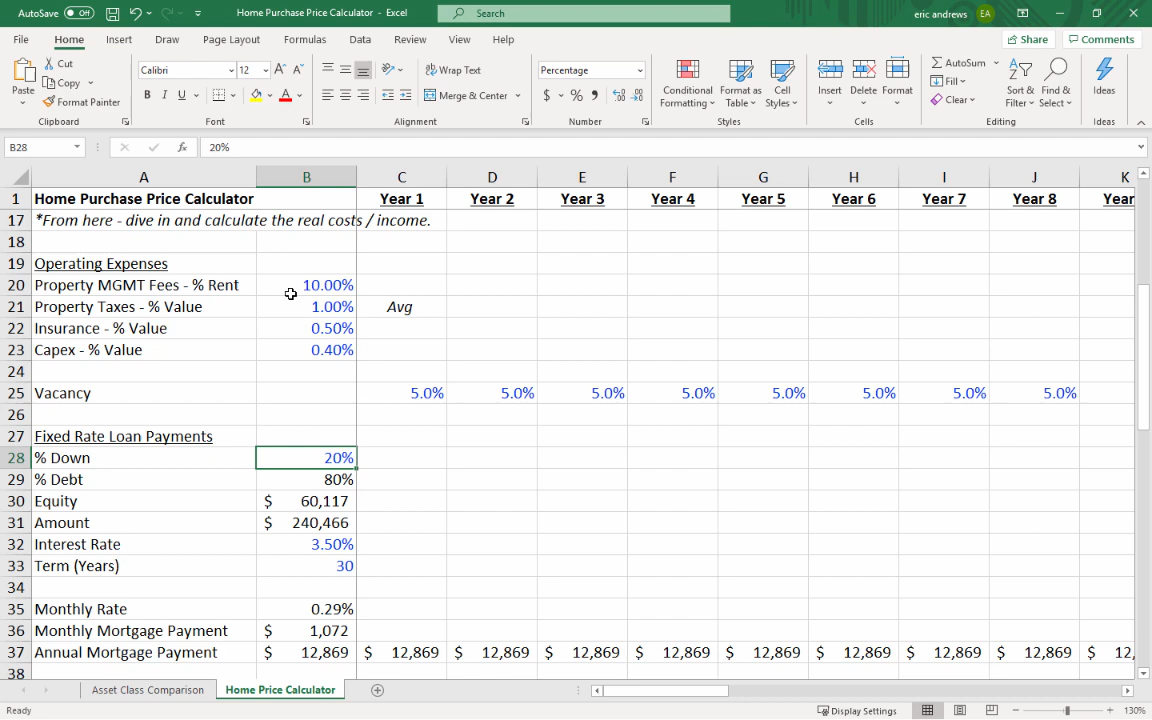 AutoSave Off Home Purchase Price Calculator - Excel Search eric andrews EA
File Home Insert Draw Page Layout Formulas Data Review View Help Share Comments
Paste Cut Copy Format Painter Clipboard
Calibri 12 A A B I U A Font
Wrap Text Merge & Center Alignment
Percentage $ % Number
Conditional Formatting Format as Table Cell Styles Styles
Insert Delete Format Cells
AutoSum Fill Clear Sort & Filter Find & Select Editing
Ideas Ideas
B28 fx 20%
A B C D E F G H I J K
1 Home Purchase Price Calculator Year 1 Year 2 Year 3 Year 4 Year 5 Year 6 Year 7 Year 8 Year
17 *From here - dive in and calculate the real costs / income.
18
19 Operating Expenses
20 Property MGMT Fees - % Rent 10.00%
21 Property Taxes - % Value 1.00% Avg
22 Insurance - % Value 0.50%
23 Capex - % Value 0.40%
24
25 Vacancy 5.0% 5.0% 5.0% 5.0% 5.0% 5.0% 5.0% 5.0%
26
27 Fixed Rate Loan Payments
28 % Down 20%
29 % Debt 80%
30 Equity $ 60,117
31 Amount $ 240,466
32 Interest Rate 3.50%
33 Term (Years) 30
34
35 Monthly Rate 0.29%
36 Monthly Mortgage Payment $ 1,072
37 Annual Mortgage Payment $ 12,869 $ 12,869 $ 12,869 $ 12,869 $ 12,869 $ 12,869 $ 12,869 $ 12,869 $ 12,869 $ 12,
38
Asset Class Comparison Home Price Calculator
Ready Display Settings 130%